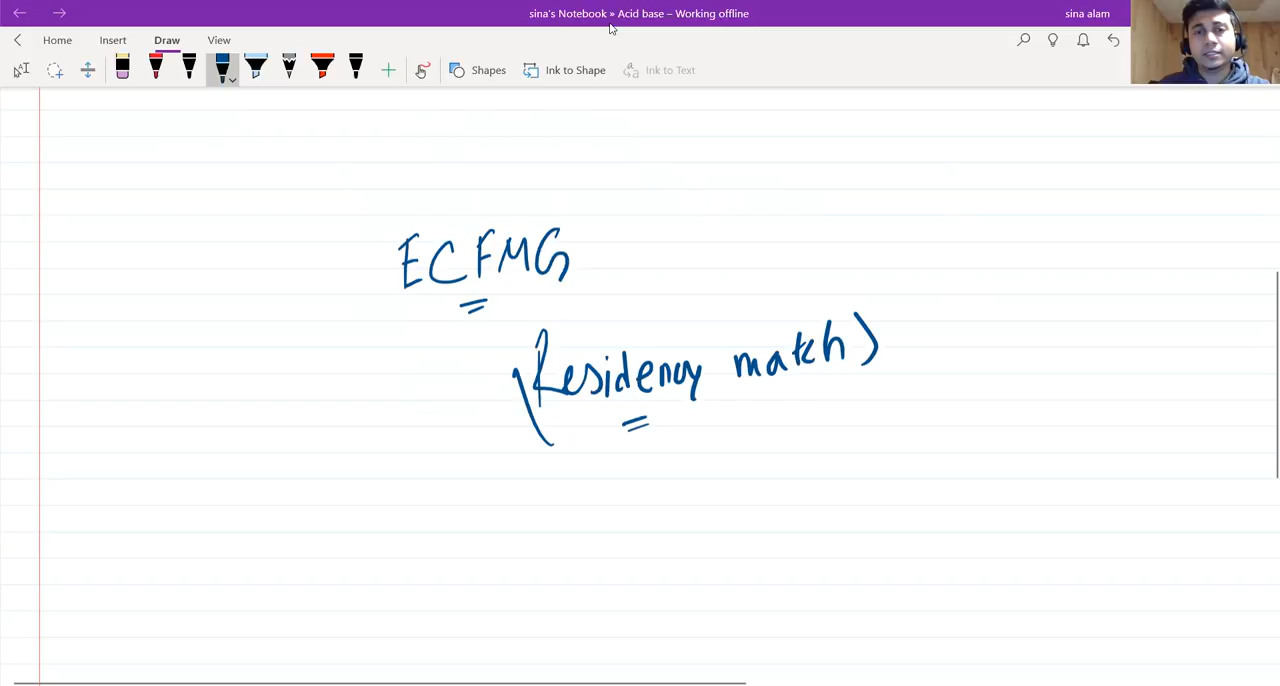 sina's Notebook » Acid base – Working offline
sina alam
Home Insert Draw View
Shapes Ink to Shape Ink to Text
ECFMG
(Residency match)